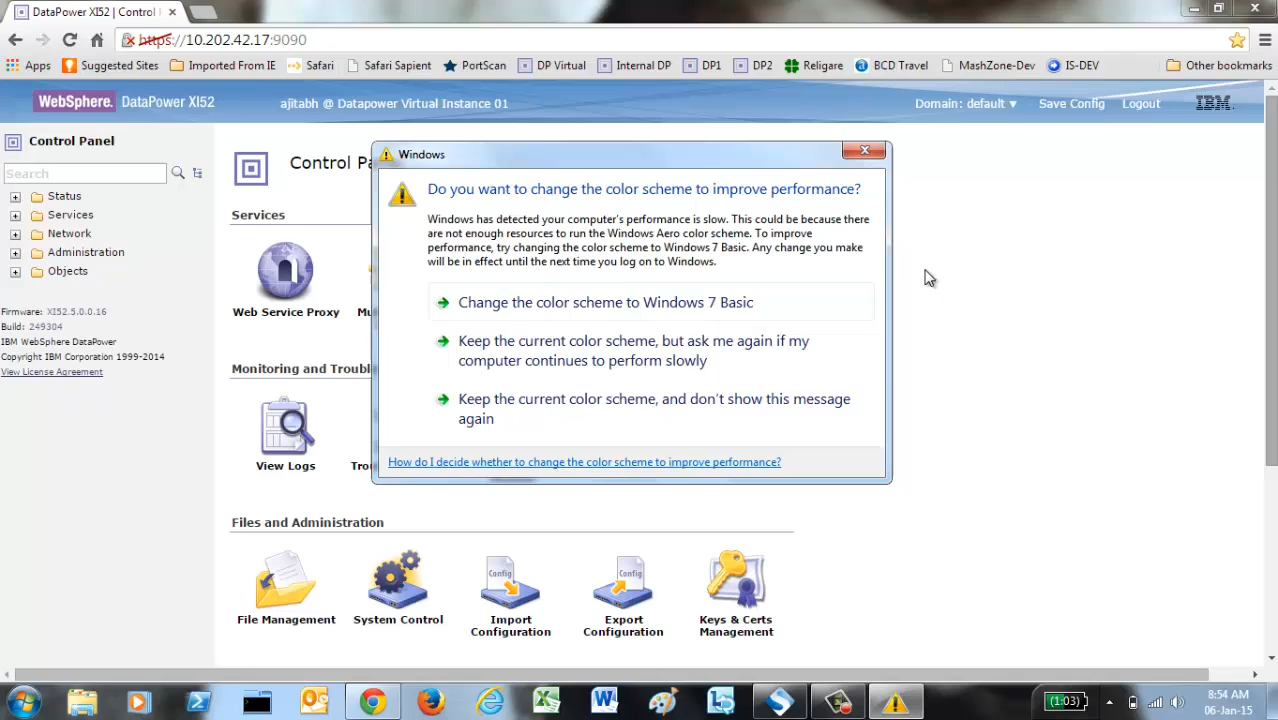 DataPower XI52 | Control
https://10.202.42.17:9090
Apps
Suggested Sites
Imported From IE
Safari
Safari Sapient
PortScan
DP Virtual
Internal DP
DP1
DP2
Religare
BCD Travel
MashZone-Dev
IS-DEV
Other bookmarks
WebSphere. DataPower XI52
ajitabh @ Datapower Virtual Instance 01
Domain: default
Save Config
Logout
IBM.
Control Panel
Search
Status
Services
Network
Administration
Objects
Firmware: XI52.5.0.0.16
Build: 249304
IBM WebSphere DataPower
Copyright IBM Corporation 1999-2014
View License Agreement
Control Pa
Services
Web Service Proxy
Mu
Monitoring and Troubl
View Logs
Trou
Windows
Do you want to change the color scheme to improve performance?
Windows has detected your computer's performance is slow. This could be because there
are not enough resources to run the Windows Aero color scheme. To improve
performance, try changing the color scheme to Windows 7 Basic. Any change you make
will be in effect until the next time you log on to Windows.
Change the color scheme to Windows 7 Basic
Keep the current color scheme, but ask me again if my
computer continues to perform slowly
Keep the current color scheme, and don't show this message
again
How do I decide whether to change the color scheme to improve performance?
Files and Administration
File Management
System Control
Config
Import
Configuration
Config
Export
Configuration
Keys & Certs
Management
(1:03)
8:54 AM
06-Jan-15